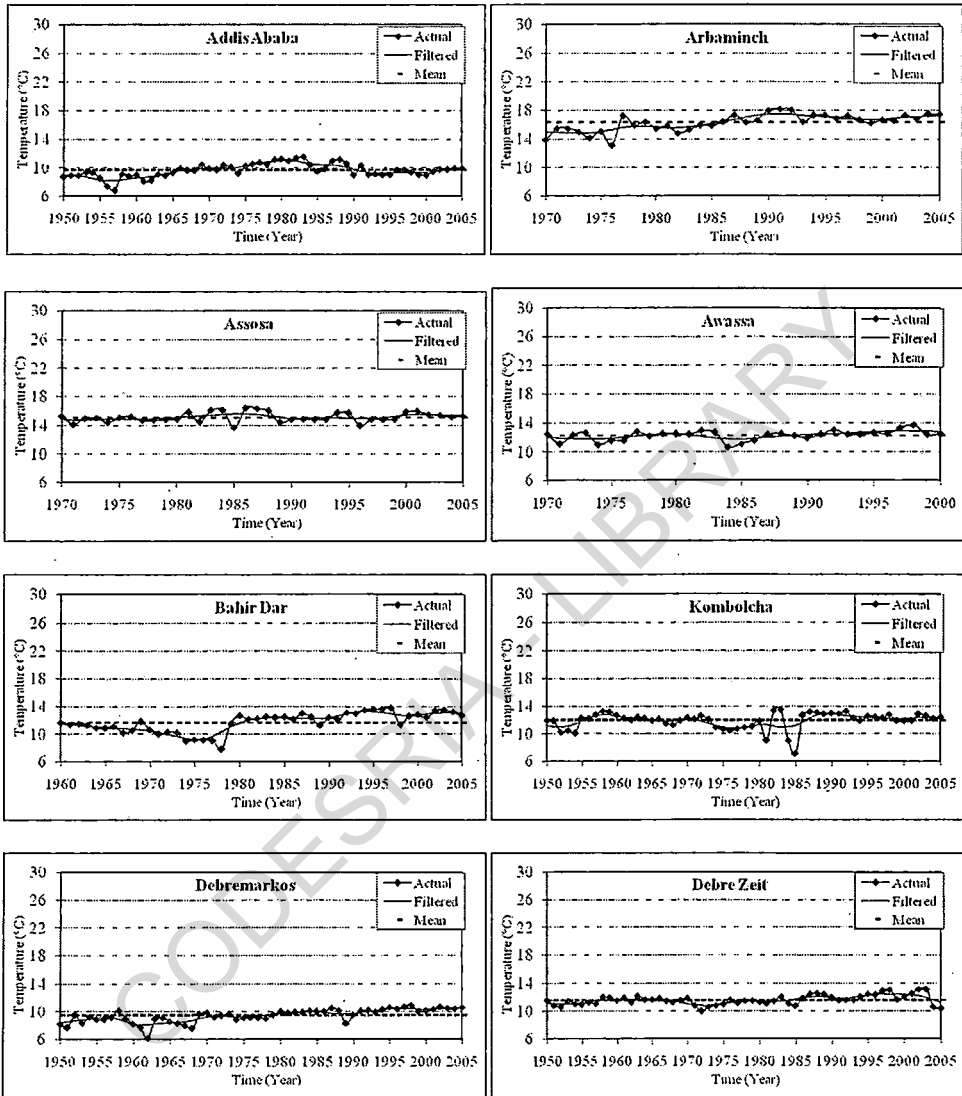 Addis Ababa
Actual
Filtered
Mean
Temperature (°C)
30
26
22
18
14
10
6
1950 1955 1960 1965 1970 1975 1980 1985 1990 1995 2000 2005
Time (Year)
Arbaminch
Actual
Filtered
Mean
Temperature (°C)
30
26
22
18
14
10
6
1970 1975 1980 1985 1990 1995 2000 2005
Time (Year)
Assosa
Actual
Filtered
Mean
Temperature (°C)
30
26
22
18
14
10
6
1970 1975 1980 1985 1990 1995 2000 2005
Time (Year)
Awassa
Actual
Filtered
Mean
Temperature (°C)
30
26
22
18
14
10
6
1970 1975 1980 1985 1990 1995 2000
Time (Year)
Bahir Dar
Actual
Filtered
Mean
Temperature (°C)
30
26
22
18
14
10
6
1960 1965 1970 1975 1980 1985 1990 1995 2000 2005
Time (Year)
Kombolcha
Actual
Filtered
Mean
Temperature (°C)
30
26
22
18
14
10
6
1950 1955 1960 1965 1970 1975 1980 1985 1990 1995 2000 2005
Time (Year)
Debremarkos
Actual
Filtered
Mean
Temperature (°C)
30
26
22
18
14
10
6
1950 1955 1960 1965 1970 1975 1980 1985 1990 1995 2000 2005
Time (Year)
Debre Zeit
Actual
Filtered
Mean
Temperature (°C)
30
26
22
18
14
10
6
1950 1955 1960 1965 1970 1975 1980 1985 1990 1995 2000 2005
Time (Year)
CODESRIA - LIBRARY